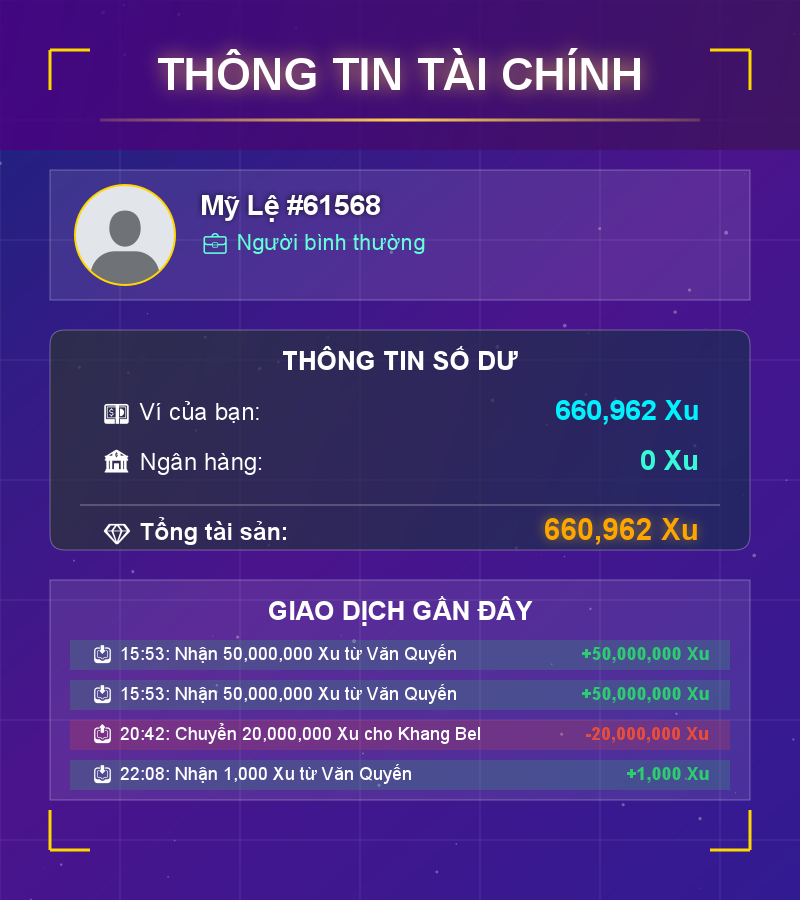 THÔNG TIN TÀI CHÍNH
Mỹ Lệ #61568
Người bình thường
THÔNG TIN SỐ DƯ
Ví của bạn: 660,962 Xu
Ngân hàng: 0 Xu
Tổng tài sản: 660,962 Xu
GIAO DỊCH GẦN ĐÂY
15:53: Nhận 50,000,000 Xu từ Văn Quyến +50,000,000 Xu
15:53: Nhận 50,000,000 Xu từ Văn Quyến +50,000,000 Xu
20:42: Chuyển 20,000,000 Xu cho Khang Bel -20,000,000 Xu
22:08: Nhận 1,000 Xu từ Văn Quyến +1,000 Xu